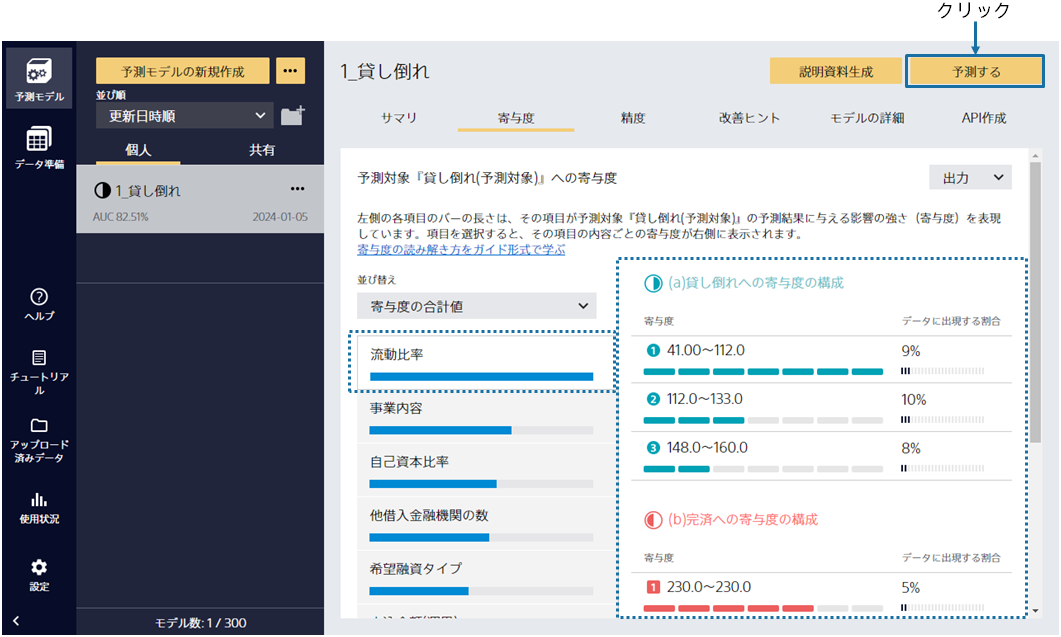 クリック
予測モデル
データ準備
ヘルプ
チュートリア
ル
アップロード
済みデータ
使用状況
設定
予測モデルの新規作成
並び順
更新日時順
個人
共有
1_貸し倒れ
AUC 82.51%
2024-01-05
モデル数: 1 / 300
1_貸し倒れ
説明資料生成
予測する
サマリ
寄与度
精度
改善ヒント
モデルの詳細
API作成
予測対象『貸し倒れ(予測対象)』への寄与度
出力
左側の各項目のバーの長さは、その項目が予測対象『貸し倒れ(予測対象)』の予測結果に与える影響の強さ（寄与度）を表現
しています。項目を選択すると、その項目の内容ごとの寄与度が右側に表示されます。
寄与度の読み解き方をガイド形式で学ぶ
並び替え
寄与度の合計値
流動比率
事業内容
自己資本比率
他借入金融機関の数
希望融資タイプ
(a)貸し倒れへの寄与度の構成
寄与度
データに出現する割合
1 41.00～112.0
9%
2 112.0～133.0
10%
3 148.0～160.0
8%
(b)完済への寄与度の構成
寄与度
データに出現する割合
1 230.0～230.0
5%